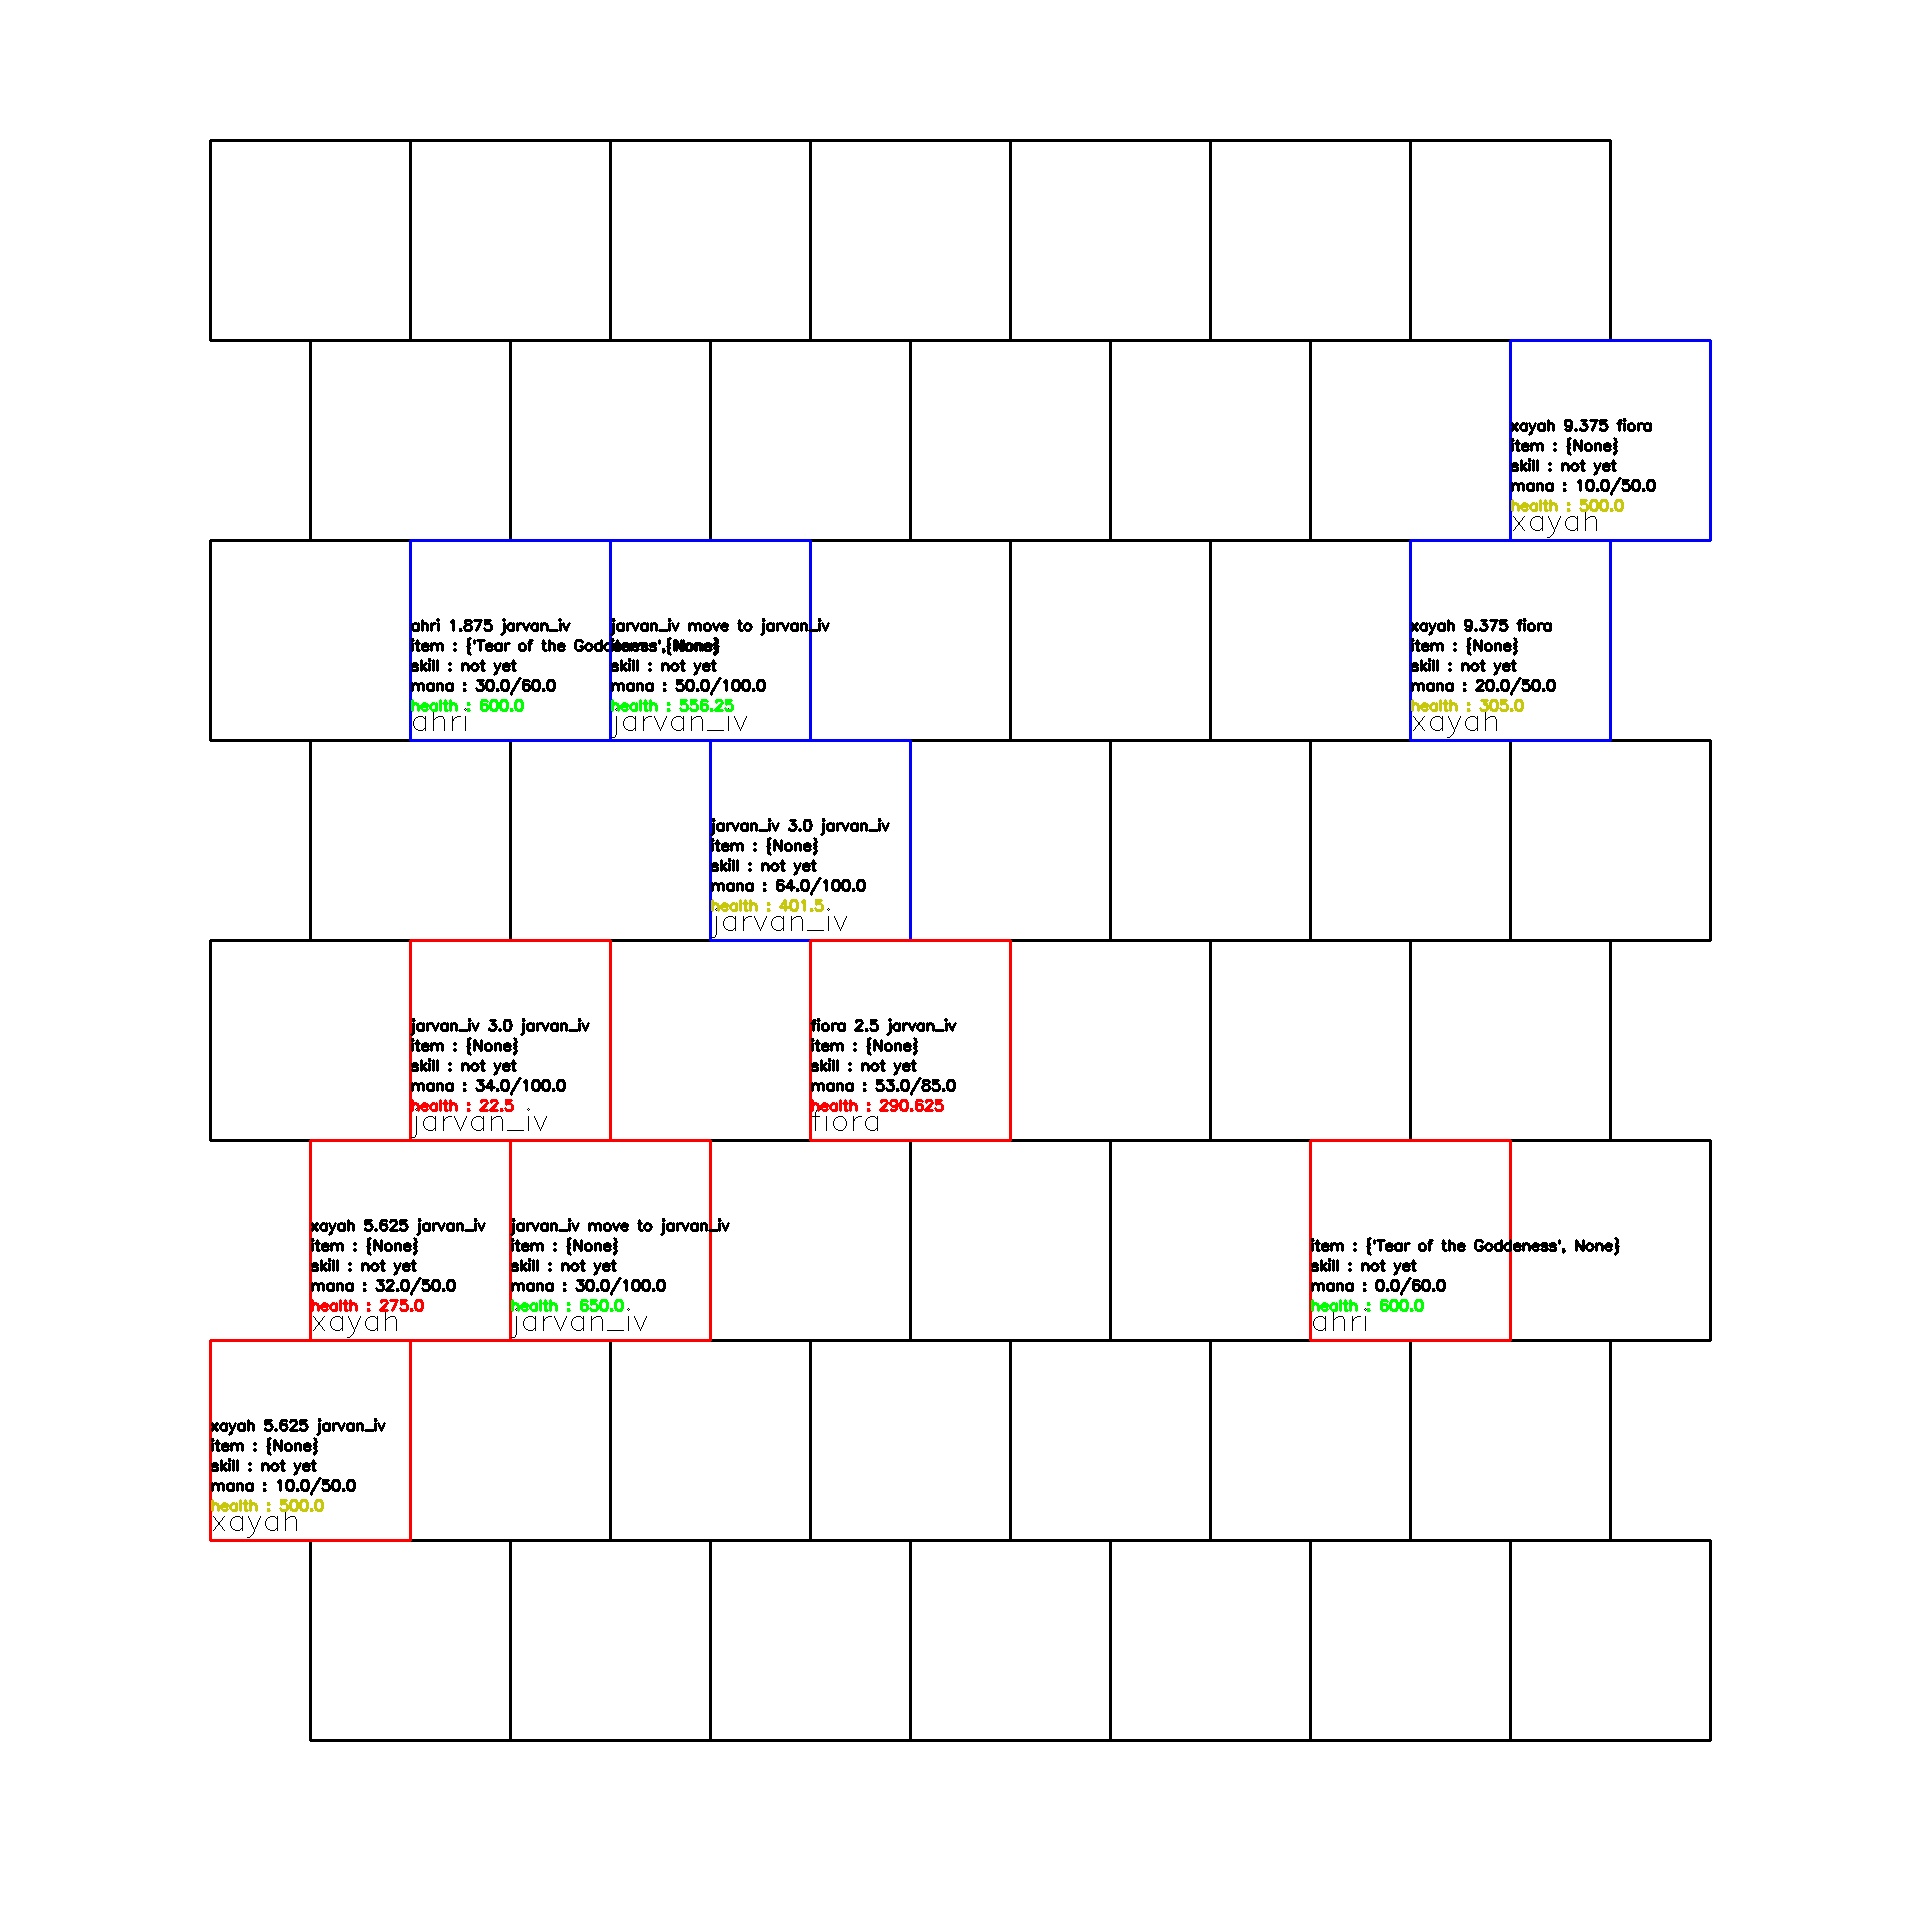 xayah 9.375 fiora
item : {None}
skill : not yet
mana : 10.0/50.0
health : 500.0
xayah
ahri 1.875 jarvan_iv
item : {'Tear of the Goddeness', None}
skill : not yet
mana : 30.0/60.0
health : 600.0
ahri
jarvan_iv move to jarvan_iv
item : {None}
skill : not yet
mana : 50.0/100.0
health : 556.25
jarvan_iv
xayah 9.375 fiora
item : {None}
skill : not yet
mana : 20.0/50.0
health : 305.0
xayah
jarvan_iv 3.0 jarvan_iv
item : {None}
skill : not yet
mana : 64.0/100.0
health : 401.5
jarvan_iv
jarvan_iv 3.0 jarvan_iv
item : {None}
skill : not yet
mana : 34.0/100.0
health : 22.5
jarvan_iv
fiora 2.5 jarvan_iv
item : {None}
skill : not yet
mana : 53.0/85.0
health : 290.625
fiora
xayah 5.625 jarvan_iv
item : {None}
skill : not yet
mana : 32.0/50.0
health : 275.0
xayah
jarvan_iv move to jarvan_iv
item : {None}
skill : not yet
mana : 30.0/100.0
health : 650.0
jarvan_iv
item : {'Tear of the Goddeness', None}
skill : not yet
mana : 0.0/60.0
health : 600.0
ahri
xayah 5.625 jarvan_iv
item : {None}
skill : not yet
mana : 10.0/50.0
health : 500.0
xayah